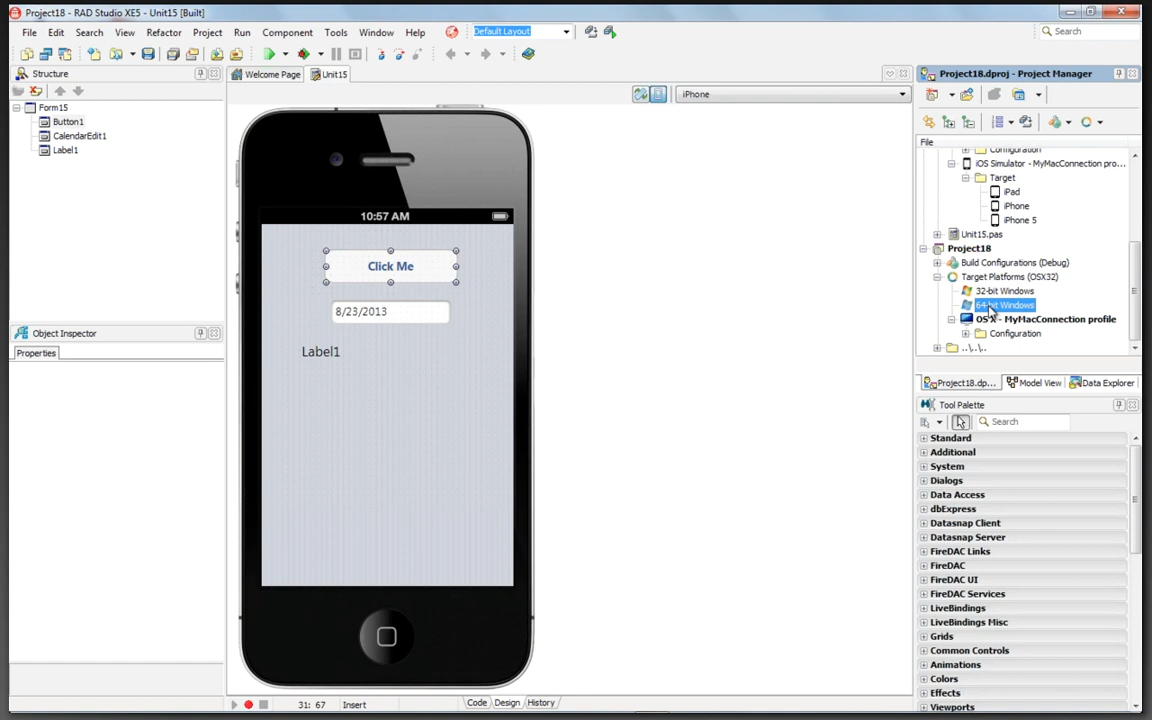 Project18 - RAD Studio XE5 - Unit15 [Built]
File Edit Search View Refactor Project Run Component Tools Window Help
Default Layout
Search
Structure
Welcome Page
Unit15
Project18.dproj - Project Manager
Form15
Button1
CalendarEdit1
Label1
iPhone
File
Configuration
iOS Simulator - MyMacConnection pro...
Target
iPad
iPhone
iPhone 5
Unit15.pas
Project18
Build Configurations (Debug)
Target Platforms (OSX32)
32-bit Windows
64-bit Windows
OS X - MyMacConnection profile
Configuration
..\..\..
10:57 AM
Click Me
8/23/2013
Label1
Object Inspector
Properties
Project18.dp...
Model View
Data Explorer
Tool Palette
Search
Standard
Additional
System
Dialogs
Data Access
dbExpress
Datasnap Client
Datasnap Server
FireDAC Links
FireDAC
FireDAC UI
FireDAC Services
LiveBindings
LiveBindings Misc
Grids
Common Controls
Animations
Colors
Effects
Viewports
31: 67
Insert
Code
Design
History